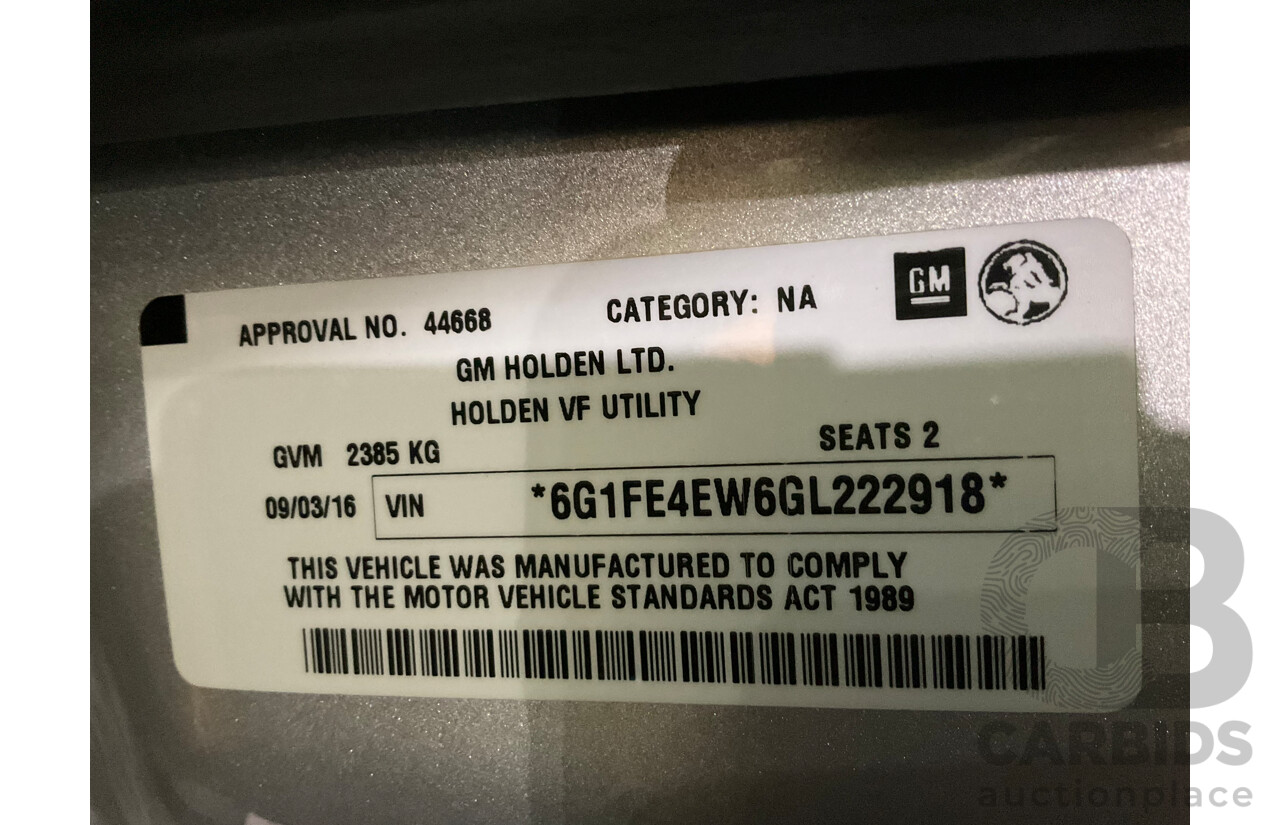 APPROVAL NO. 44668 CATEGORY: NA GM
GM HOLDEN LTD.
HOLDEN VF UTILITY
GVM 2385 KG SEATS 2
09/03/16 VIN *6G1FE4EW6GL222918*
THIS VEHICLE WAS MANUFACTURED TO COMPLY
WITH THE MOTOR VEHICLE STANDARDS ACT 1989
CB
CARBIDS
auctionplace